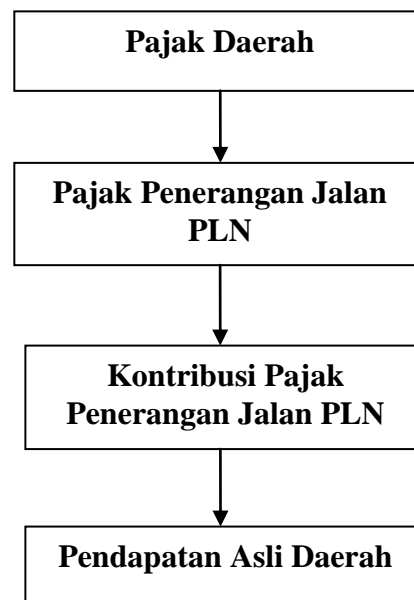 Pajak Daerah
Pajak Penerangan Jalan
PLN
Kontribusi Pajak
Penerangan Jalan PLN
Pendapatan Asli Daerah